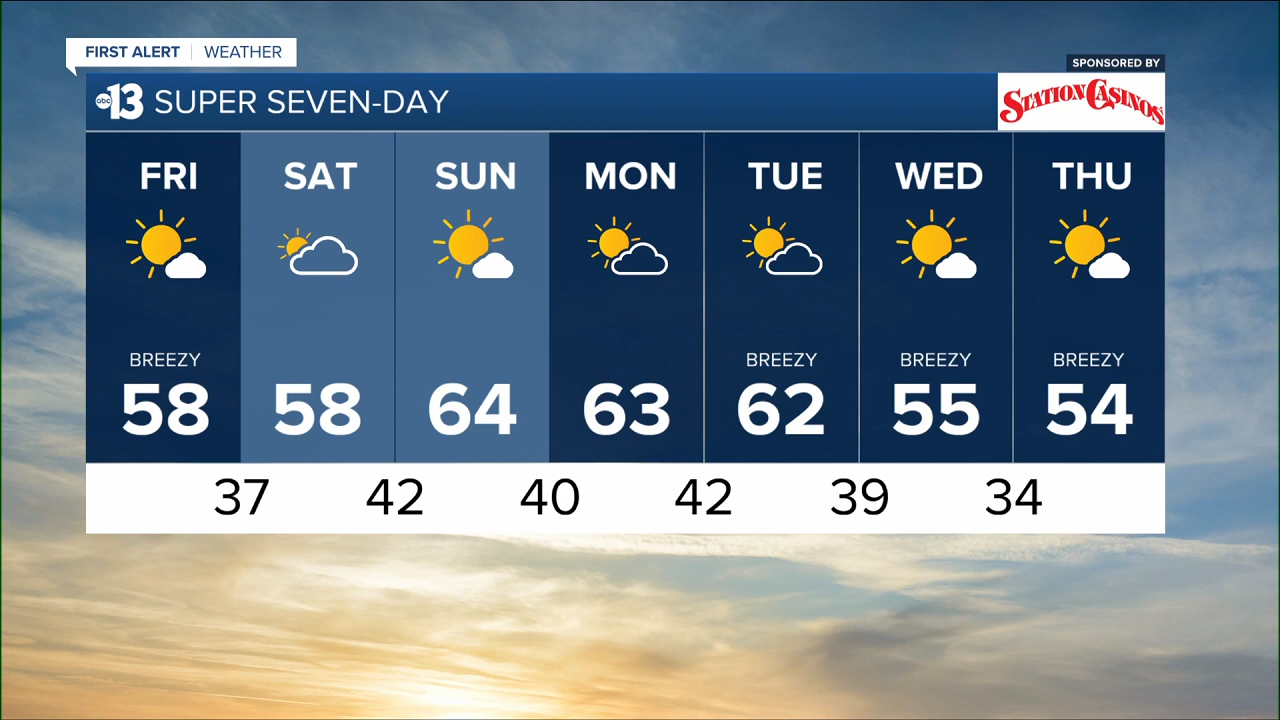 FIRST ALERT | WEATHER
SPONSORED BY
abc 13 SUPER SEVEN-DAY
STATION CASINOS
FRI SAT SUN MON TUE WED THU
BREEZY BREEZY BREEZY BREEZY
58 58 64 63 62 55 54
37 42 40 42 39 34